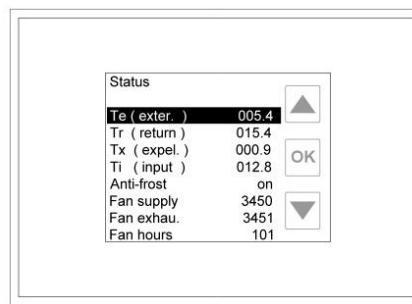 Status
Te ( exter. ) 005.4
Tr ( return ) 015.4
Tx ( expel. ) 000.9
Ti ( input ) 012.8
Anti-frost on
Fan supply 3450
Fan exhau. 3451
Fan hours 101
OK